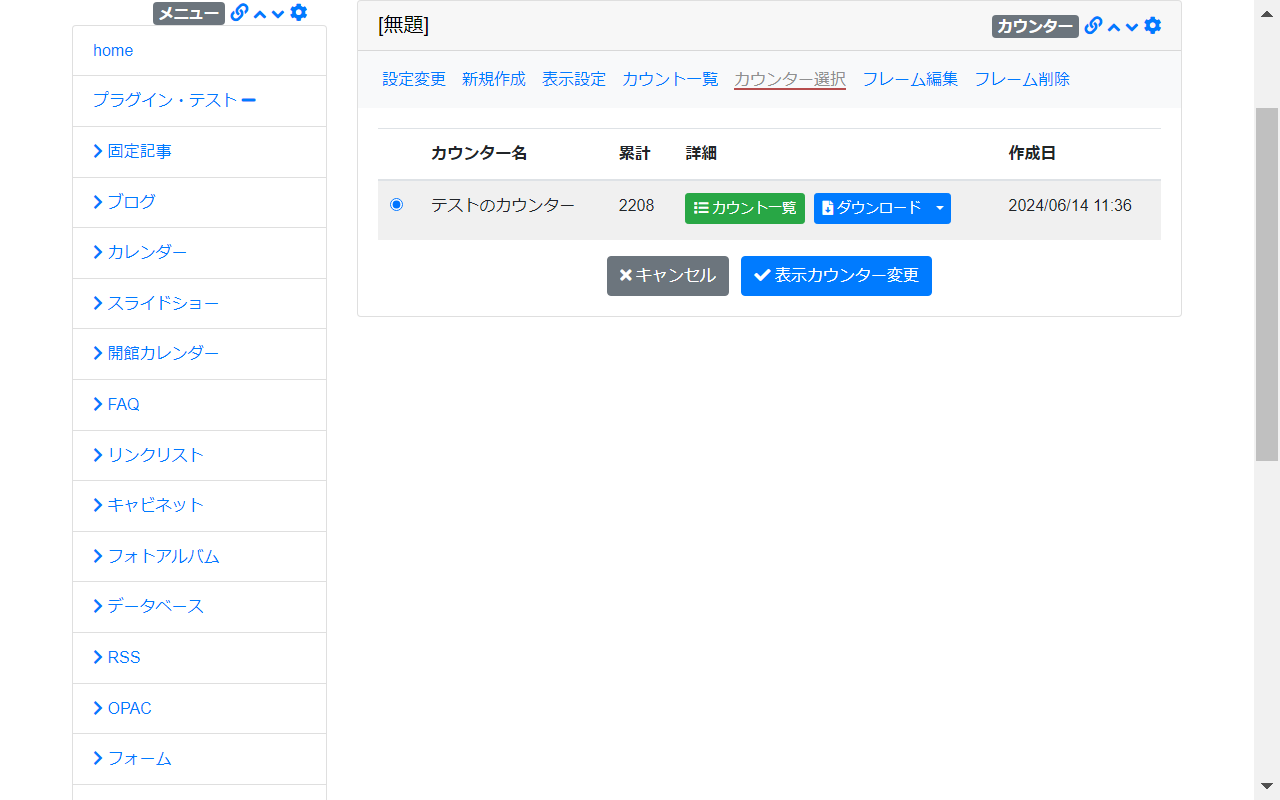 メニュー
home
プラグイン・テスト
固定記事
ブログ
カレンダー
スライドショー
開館カレンダー
FAQ
リンクリスト
キャビネット
フォトアルバム
データベース
RSS
OPAC
フォーム
[無題] カウンター
設定変更 新規作成 表示設定 カウント一覧 カウンター選択 フレーム編集 フレーム削除
カウンター名 累計 詳細 作成日
テストのカウンター 2208 カウント一覧 ダウンロード 2024/06/14 11:36
キャンセル 表示カウンター変更